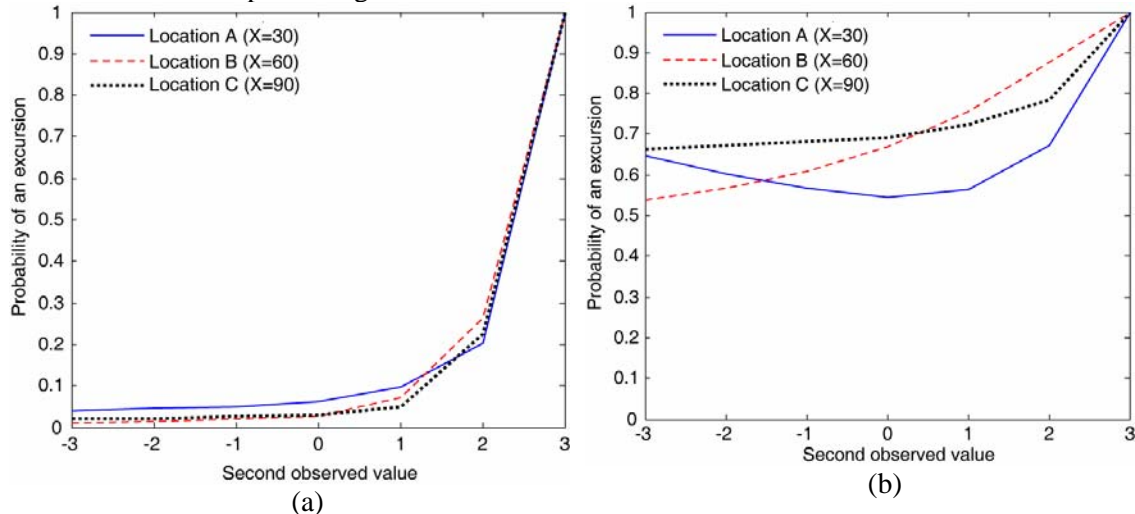 1
0.9
0.8
0.7
0.6
0.5
0.4
0.3
0.2
0.1
0
Probability of an excursion
Location A (X=30)
Location B (X=60)
Location C (X=90)
-3 -2 -1 0 1 2 3
Second observed value
(a)
1
0.9
0.8
0.7
0.6
0.5
0.4
0.3
0.2
0.1
0
Probability of an excursion
Location A (X=30)
Location B (X=60)
Location C (X=90)
-3 -2 -1 0 1 2 3
Second observed value
(b)